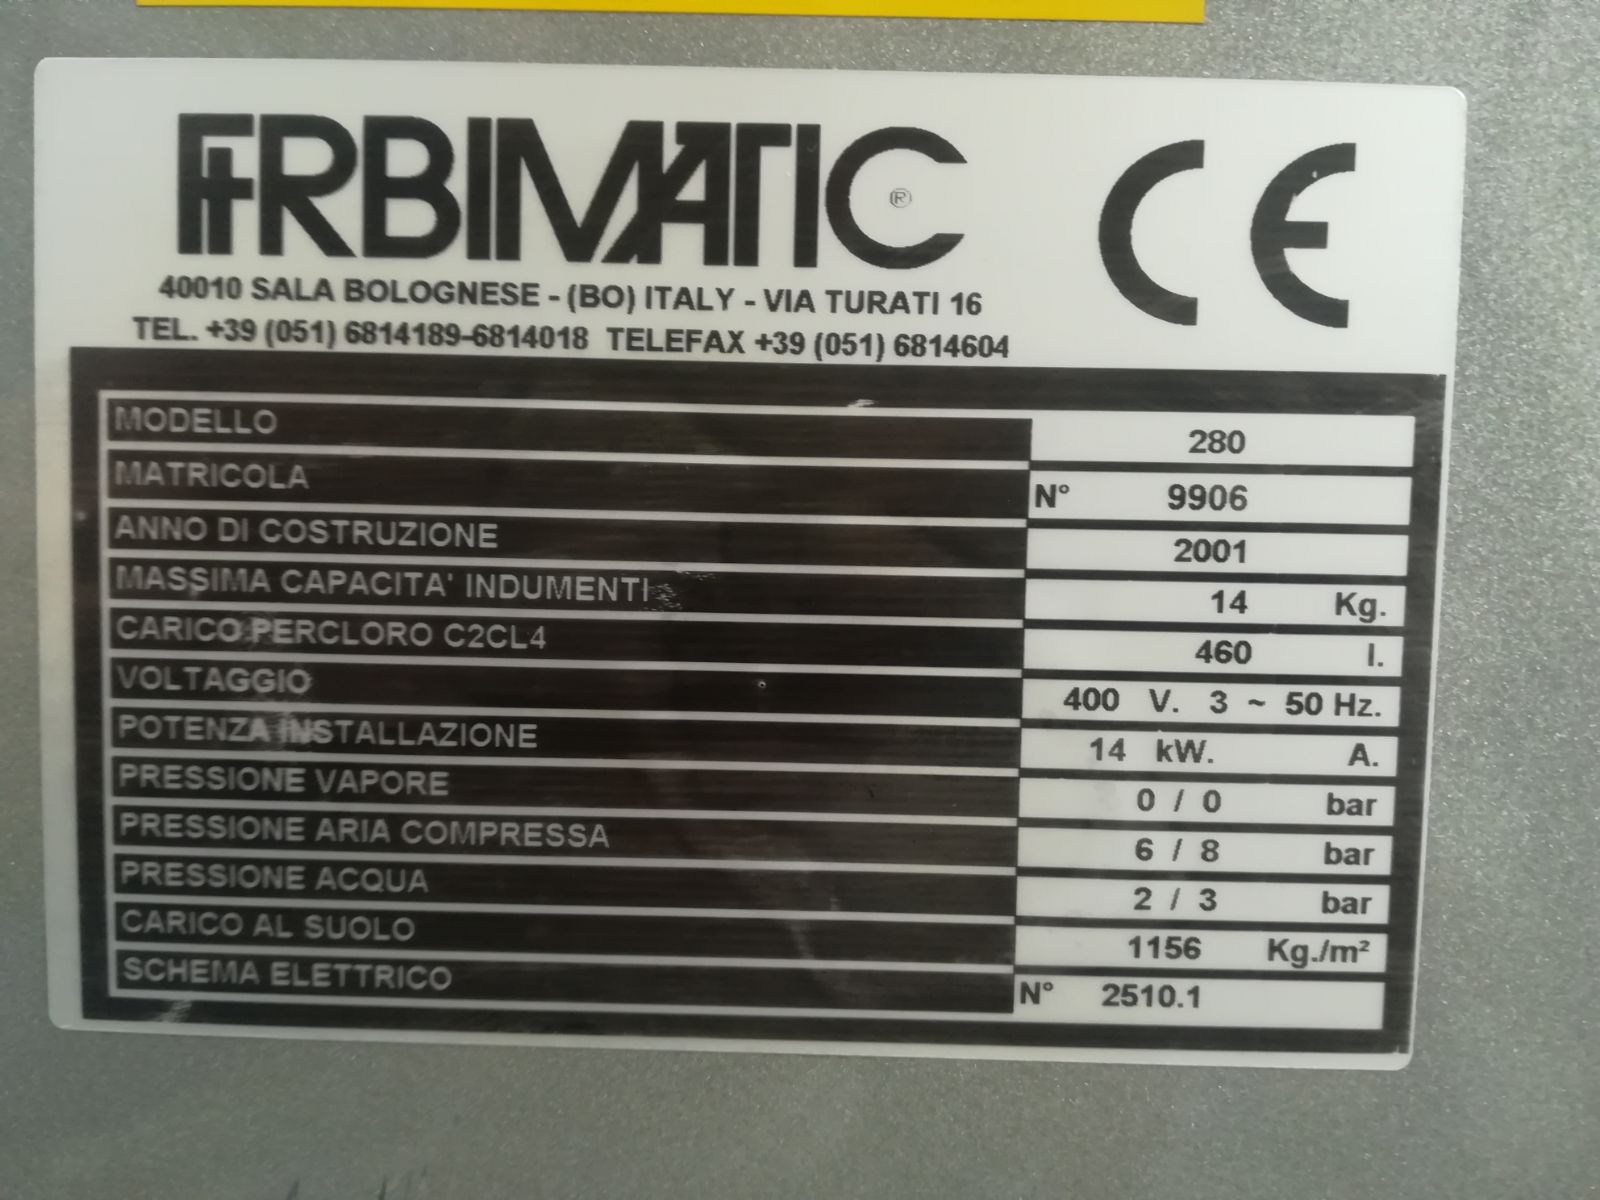 FIRBIMATIC ®
CE
40010 SALA BOLOGNESE - (BO) ITALY - VIA TURATI 16
TEL. +39 (051) 6814189-6814018 TELEFAX +39 (051) 6814604
MODELLO 280
MATRICOLA N° 9906
ANNO DI COSTRUZIONE 2001
MASSIMA CAPACITA' INDUMENTI 14 Kg.
CARICO PERCLORO C2CL4 460 l.
VOLTAGGIO 400 V. 3 ~ 50 Hz.
POTENZA INSTALLAZIONE 14 kW. A.
PRESSIONE VAPORE 0 / 0 bar
PRESSIONE ARIA COMPRESSA 6 / 8 bar
PRESSIONE ACQUA 2 / 3 bar
CARICO AL SUOLO 1156 Kg./m²
SCHEMA ELETTRICO N° 2510.1